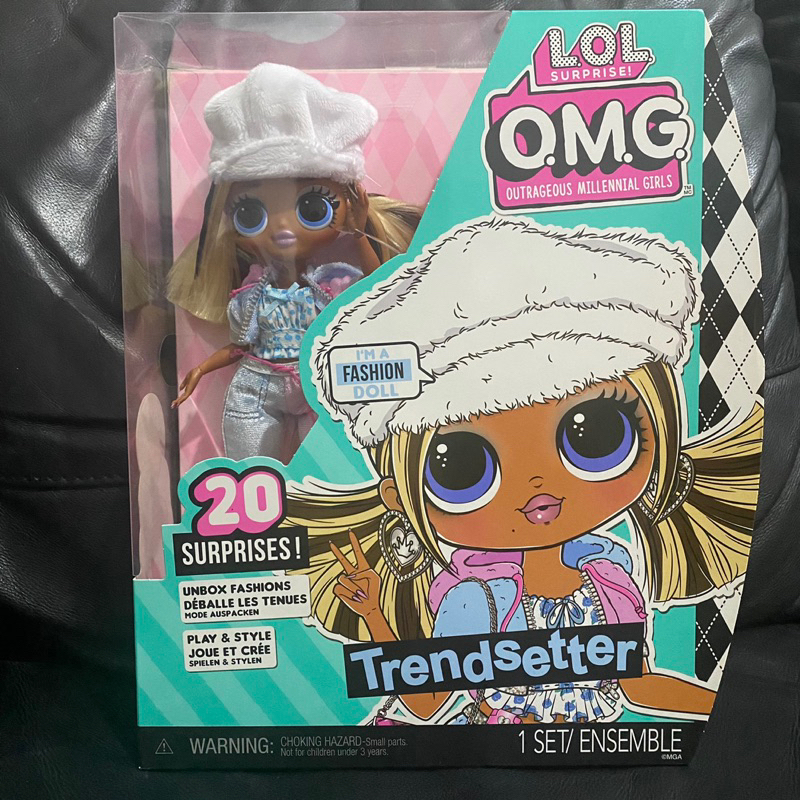 L.O.L.
SURPRISE!
O.M.G.
OUTRAGEOUS MILLENNIAL GIRLS
TM
MC
I'M A
FASHION
DOLL
20
SURPRISES!
UNBOX FASHIONS
DÉBALLE LES TENUES
MODE AUSPACKEN
PLAY & STYLE
JOUE ET CRÉE
SPIELEN & STYLEN
Trendsetter
WARNING: CHOKING HAZARD-Small parts.
Not for children under 3 years.
1 SET/ ENSEMBLE
©MGA